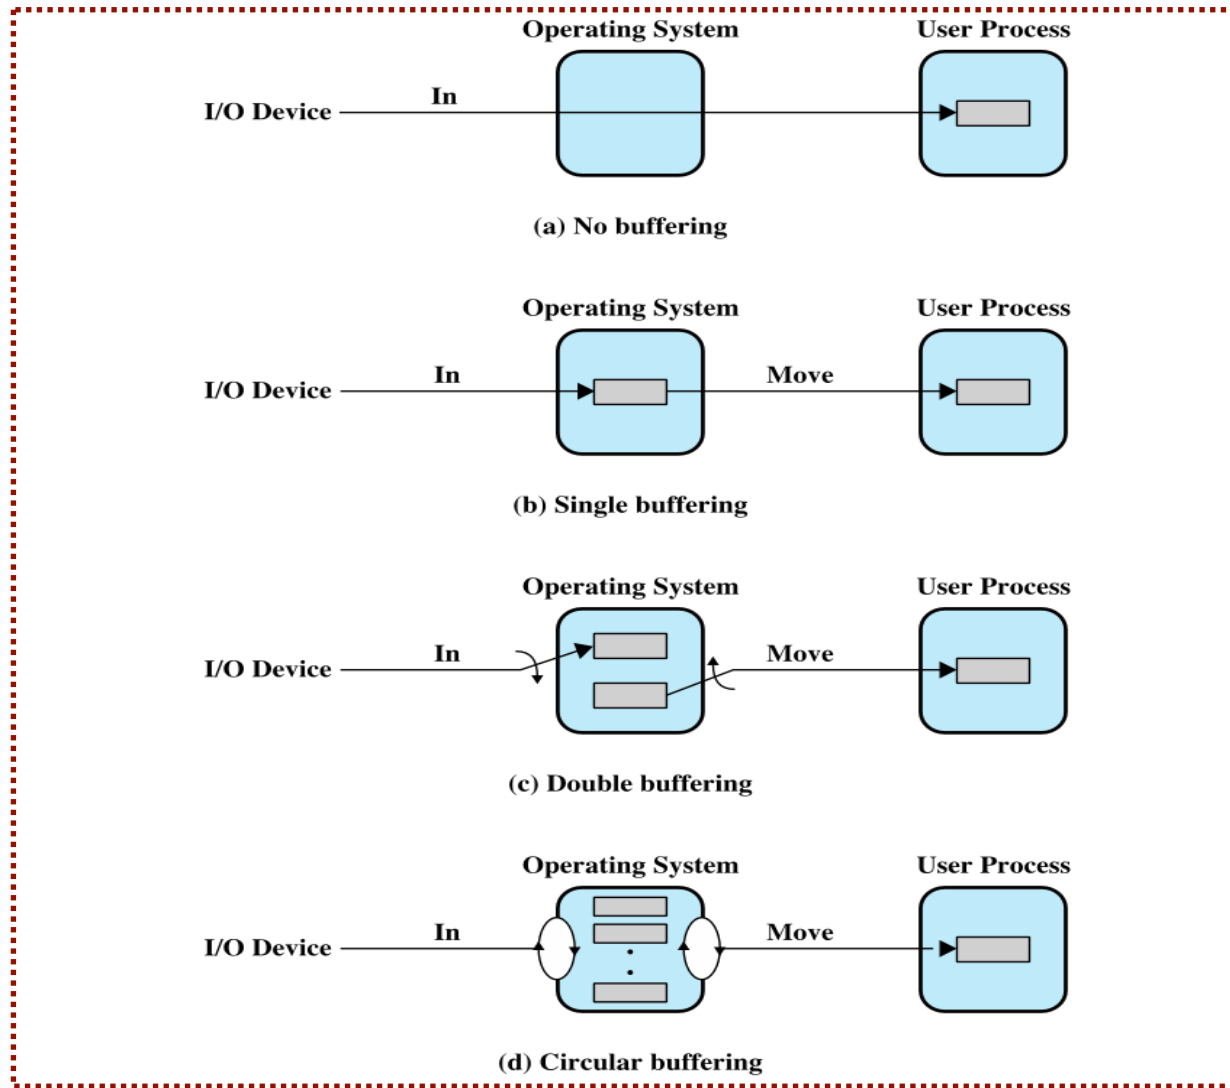 Operating System User Process
I/O Device In
(a) No buffering
Operating System User Process
I/O Device In Move
(b) Single buffering
Operating System User Process
I/O Device In Move
(c) Double buffering
Operating System User Process
I/O Device In Move
(d) Circular buffering